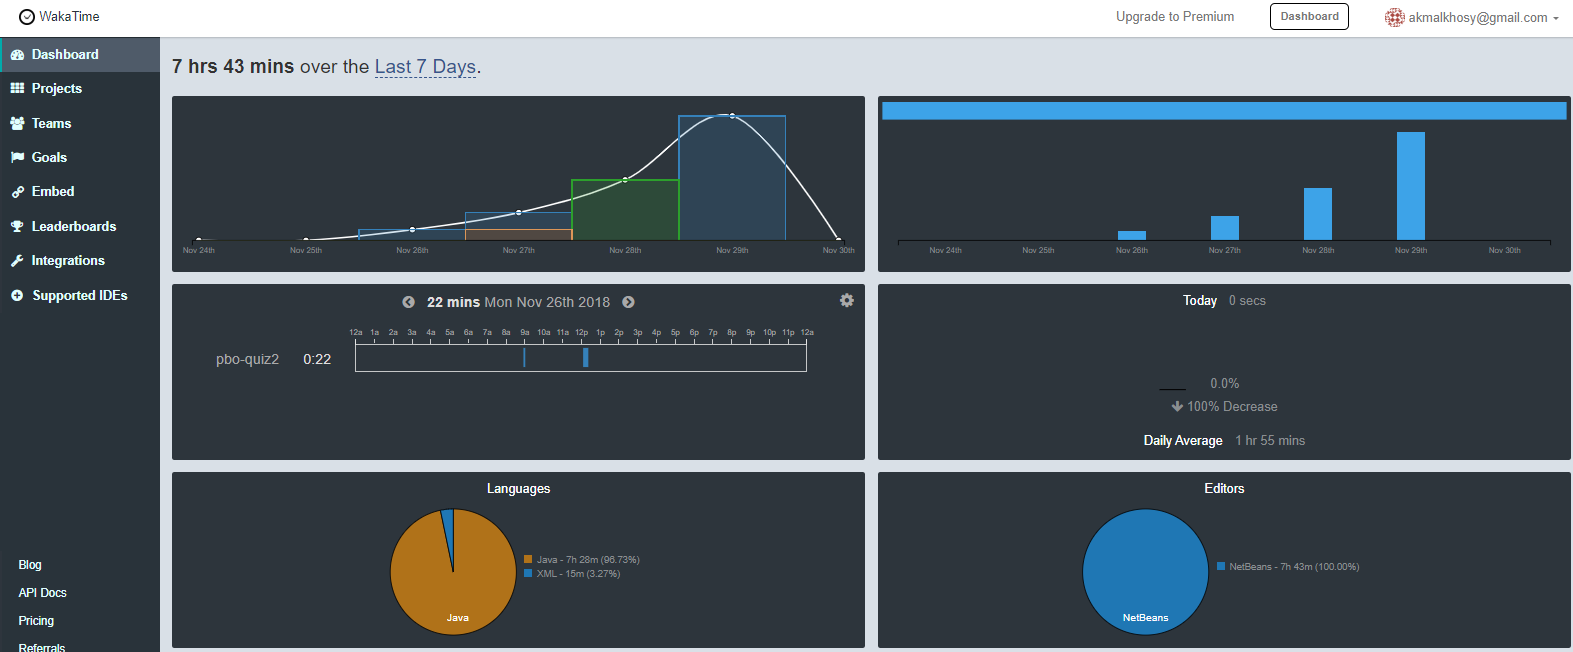 WakaTime
Upgrade to Premium
Dashboard
akmalkhosy@gmail.com
Dashboard
Projects
Teams
Goals
Embed
Leaderboards
Integrations
Supported IDEs
Blog
API Docs
Pricing
Referrals
7 hrs 43 mins over the Last 7 Days.
Nov 24th Nov 25th Nov 26th Nov 27th Nov 28th Nov 29th Nov 30th
Nov 24th Nov 25th Nov 26th Nov 27th Nov 28th Nov 29th Nov 30th
22 mins Mon Nov 26th 2018
12a 1a 2a 3a 4a 5a 6a 7a 8a 9a 10a 11a 12p 1p 2p 3p 4p 5p 6p 7p 8p 9p 10p 11p 12a
pbo-quiz2 0:22
Today 0 secs
0.0%
100% Decrease
Daily Average 1 hr 55 mins
Languages
Java - 7h 28m (96.73%)
XML - 15m (3.27%)
Java
Editors
NetBeans - 7h 43m (100.00%)
NetBeans